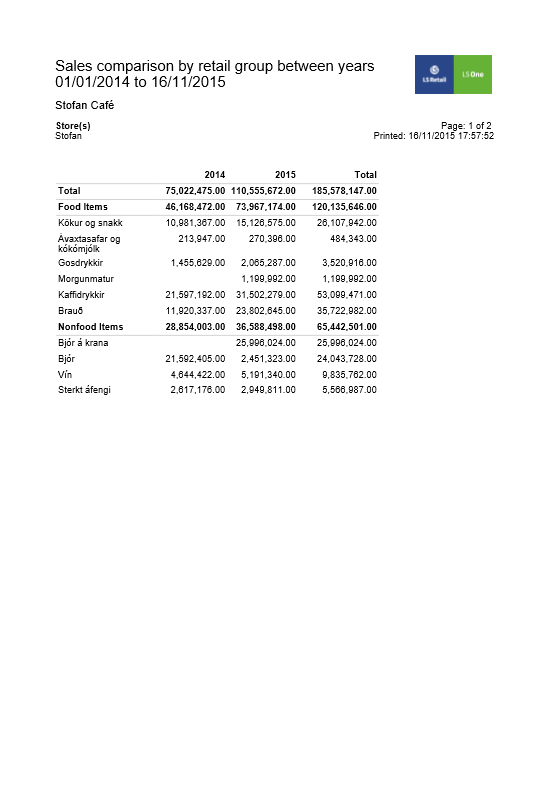 Sales comparison by retail group between years
01/01/2014 to 16/11/2015
LS Retail LS One
Stofan Café
Store(s) Page: 1 of 2
Stofan Printed: 16/11/2015 17:57:52
2014 2015 Total
Total 75,022,475.00 110,555,672.00 185,578,147.00
Food Items 46,168,472.00 73,967,174.00 120,135,646.00
Kökur og snakk 10,981,367.00 15,126,575.00 26,107,942.00
Ávaxtasafar og 213,947.00 270,396.00 484,343.00
kókómjólk
Gosdrykkir 1,455,629.00 2,065,287.00 3,520,916.00
Morgunmatur 1,199,992.00 1,199,992.00
Kaffidrykkir 21,597,192.00 31,502,279.00 53,099,471.00
Brauð 11,920,337.00 23,802,645.00 35,722,982.00
Nonfood Items 28,854,003.00 36,588,498.00 65,442,501.00
Bjór á krana 25,996,024.00 25,996,024.00
Bjór 21,592,405.00 2,451,323.00 24,043,728.00
Vín 4,644,422.00 5,191,340.00 9,835,762.00
Sterkt áfengi 2,617,176.00 2,949,811.00 5,566,987.00